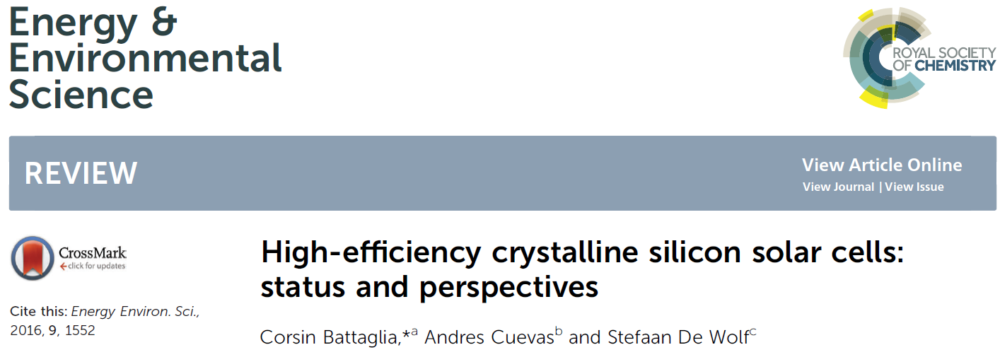 Energy &
Environmental
Science
ROYAL SOCIETY
OF CHEMISTRY
REVIEW
View Article Online
View Journal | View Issue
CrossMark
click for updates
Cite this: Energy Environ. Sci.,
2016, 9, 1552
High-efficiency crystalline silicon solar cells:
status and perspectives
Corsin Battaglia,*a Andres Cuevasb and Stefaan De Wolfc